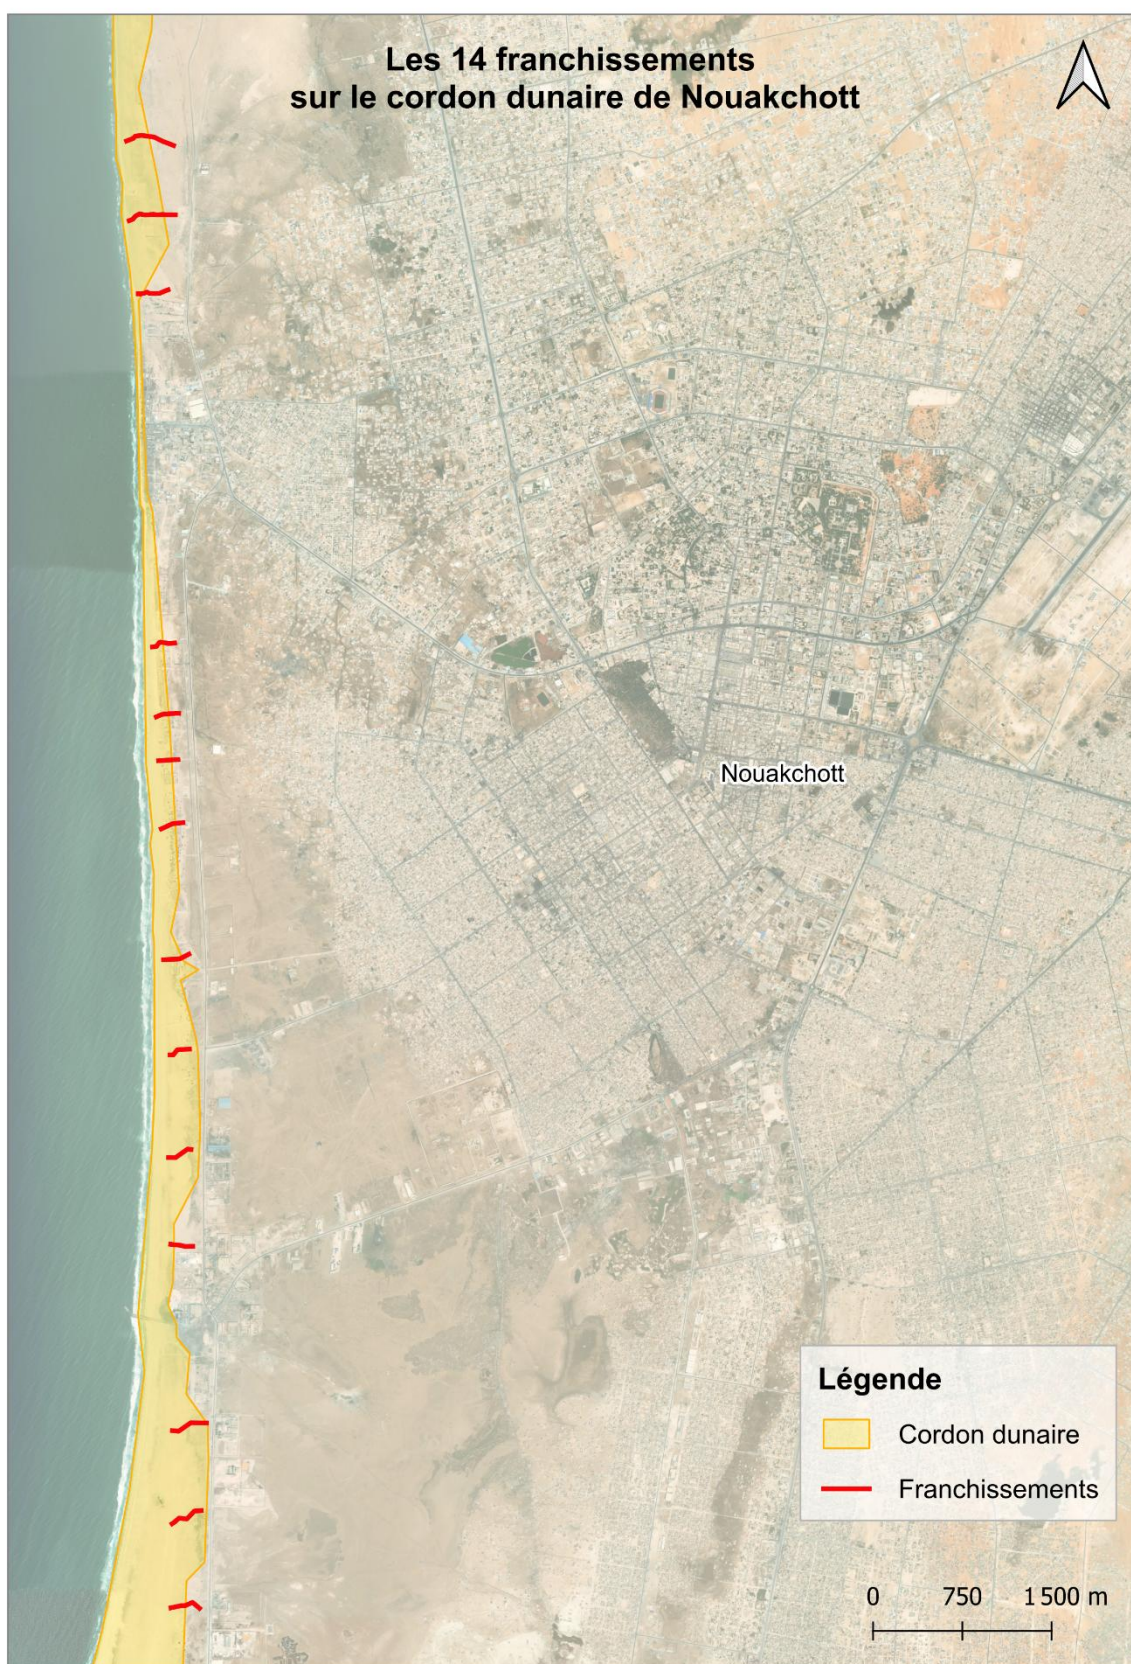 Les 14 franchissements
sur le cordon dunaire de Nouakchott
Nouakchott
Légende
Cordon dunaire
Franchissements
0 750 1 500 m